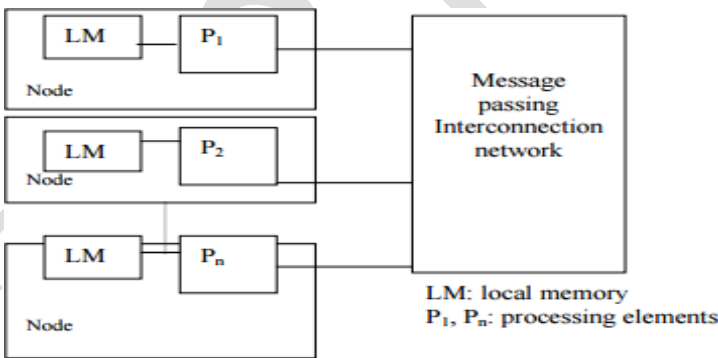 LM P₁
Node
LM P₂
Node
LM Pₙ
Node
Message
passing
Interconnection
network
LM: local memory
P₁, Pₙ: processing elements